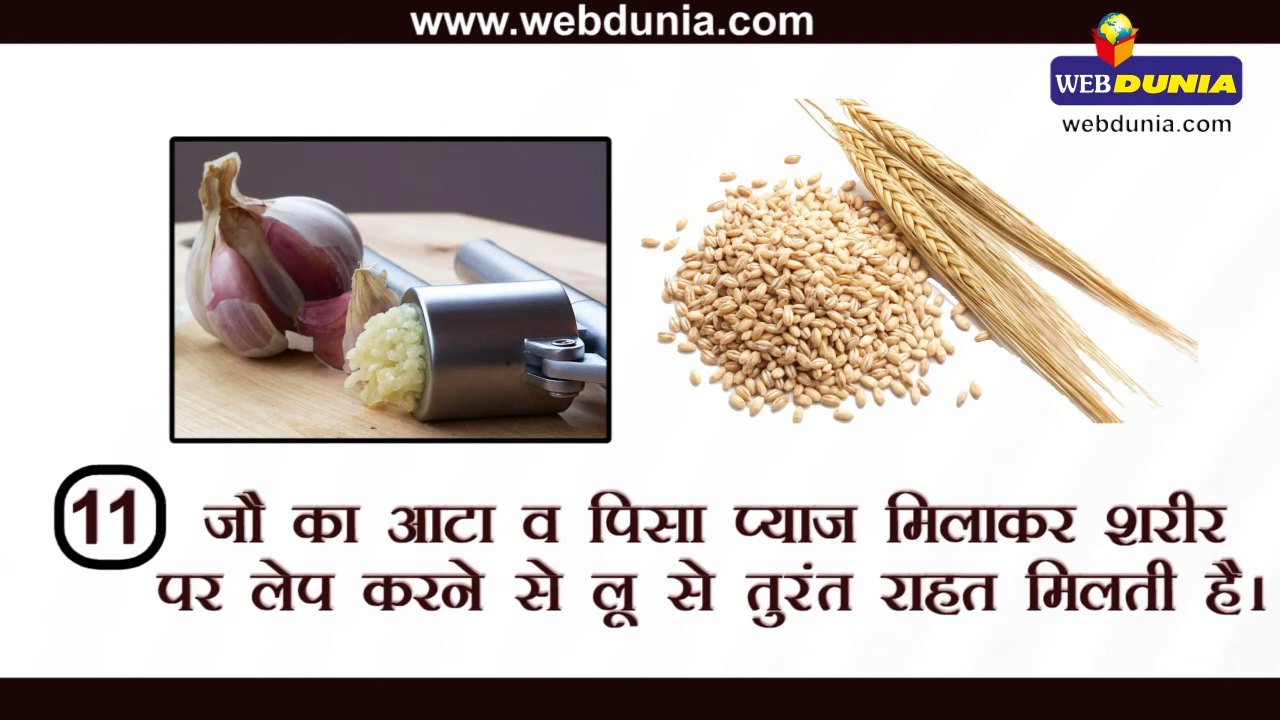 www.webdunia.com
WEBDUNIA
webdunia.com
11 जौ का आटा व पिसा प्याज मिलाकर शरीर
पर लेप करने से लू से तुरंत राहत मिलती है।